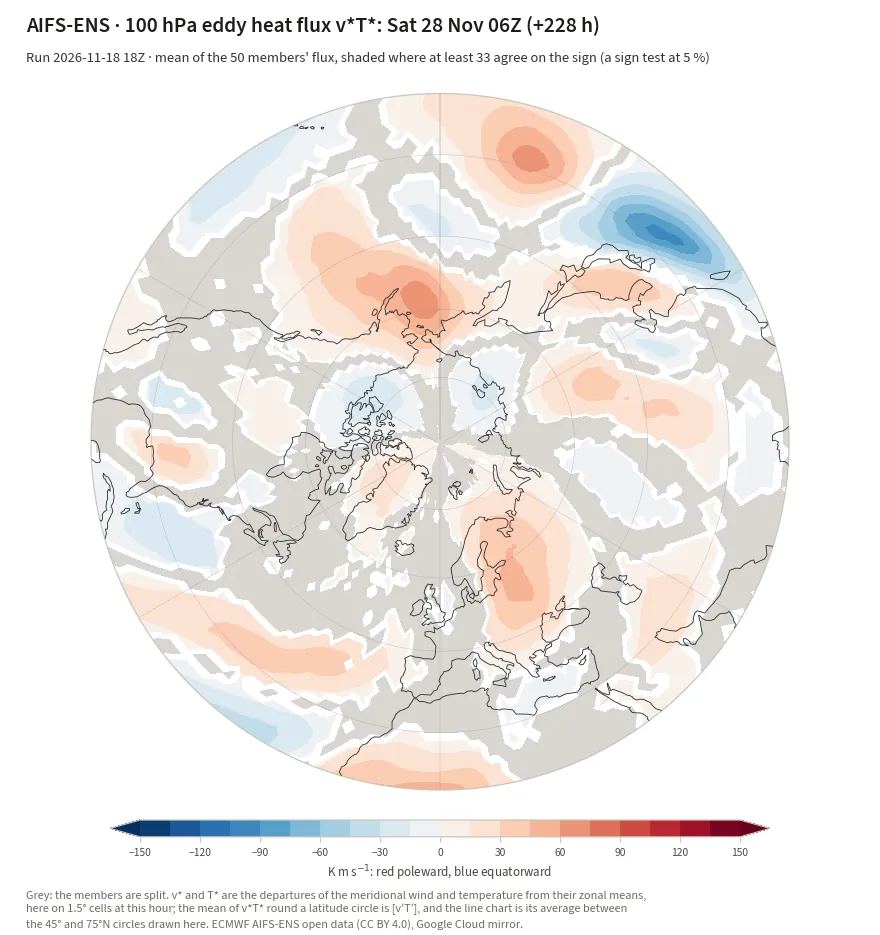 AIFS-ENS · 100 hPa eddy heat flux v*T*: Sat 28 Nov 06Z (+228 h)
Run 2026-11-18 18Z · mean of the 50 members' flux, shaded where at least 33 agree on the sign (a sign test at 5 %)
−150 −120 −90 −60 −30 0 30 60 90 120 150
K m s⁻¹: red poleward, blue equatorward
Grey: the members are split. v* and T* are the departures of the meridional wind and temperature from their zonal means,
here on 1.5° cells at this hour; the mean of v*T* round a latitude circle is [v′T′], and the line chart is its average between
the 45° and 75°N circles drawn here. ECMWF AIFS-ENS open data (CC BY 4.0), Google Cloud mirror.